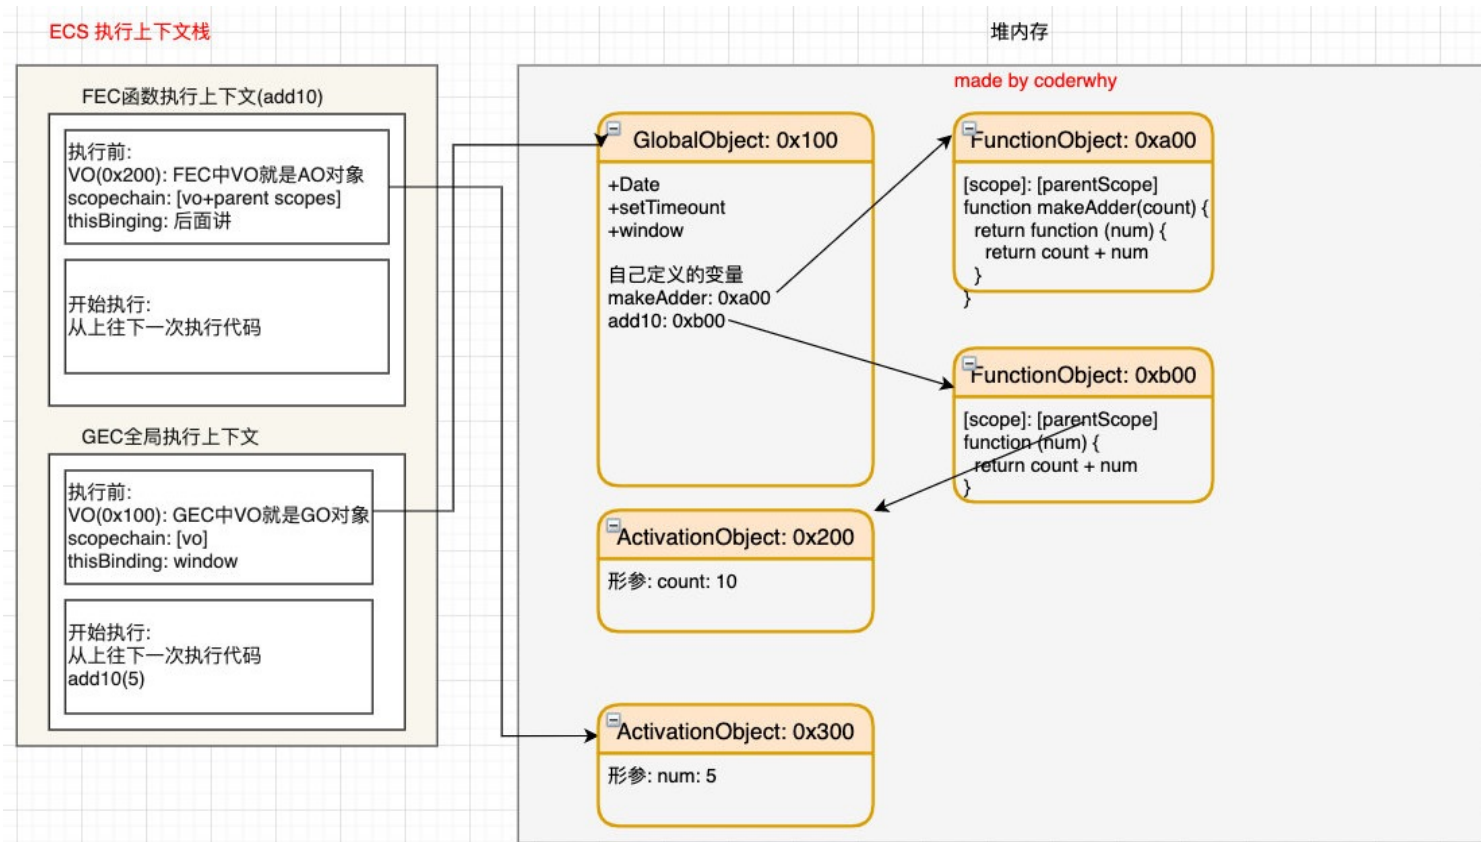 ECS 执行上下文栈
FEC函数执行上下文(add10)
执行前:
VO(0x200): FEC中VO就是AO对象
scopechain: [vo+parent scopes]
thisBinging: 后面讲
开始执行:
从上往下一次执行代码
GEC全局执行上下文
执行前:
VO(0x100): GEC中VO就是GO对象
scopechain: [vo]
thisBinding: window
开始执行:
从上往下一次执行代码
add10(5)
堆内存
made by coderwhy
GlobalObject: 0x100
+Date
+setTimeount
+window
自己定义的变量
makeAdder: 0xa00
add10: 0xb00
FunctionObject: 0xa00
[scope]: [parentScope]
function makeAdder(count) {
return function (num) {
return count + num
}
}
FunctionObject: 0xb00
[scope]: [parentScope]
function (num) {
return count + num
}
ActivationObject: 0x200
形参: count: 10
ActivationObject: 0x300
形参: num: 5